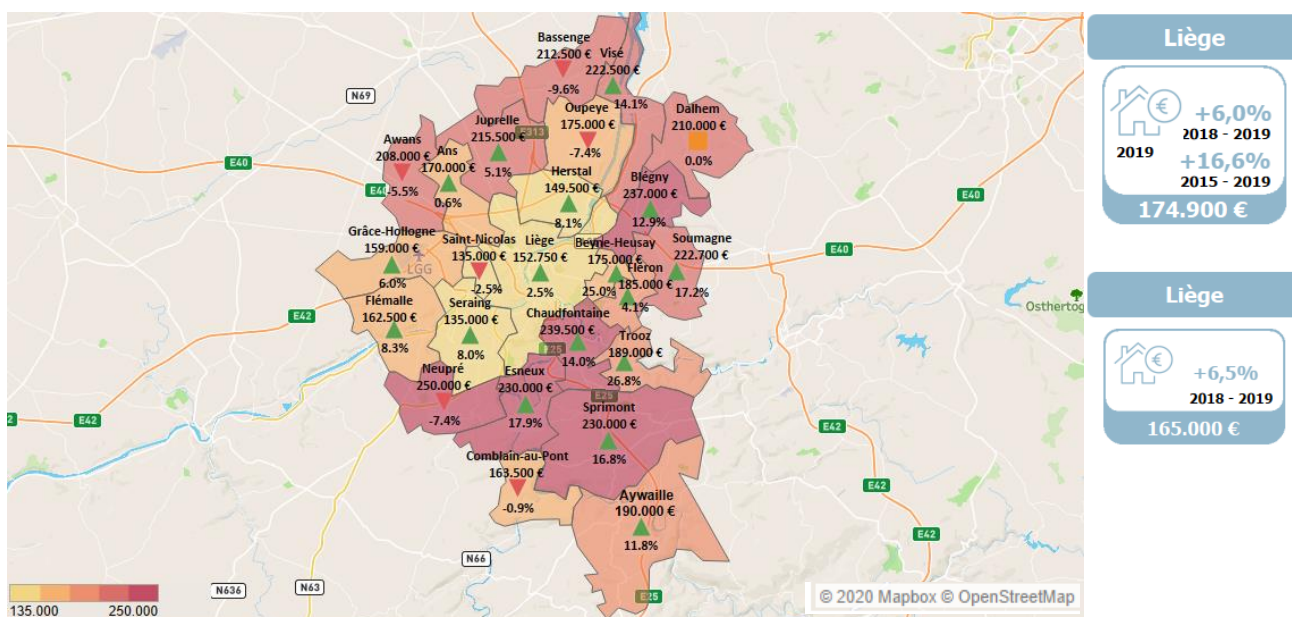 Bassenge
212.500 €
-9.6%
Visé
222.500 €
14.1%
Oupeye
175.000 €
-7.4%
Dalhem
210.000 €
0.0%
N69
Juprelle
215.500 €
5.1%
E313
Awans
208.000 €
-5.5%
Ans
170.000 €
0.6%
E40
E40
Herstal
149.500 €
8.1%
Blégny
237.000 €
12.9%
E40
E40
Grâce-Hollogne
159.000 €
6.0%
LGG
Saint-Nicolas
135.000 €
-2.5%
Liège
152.750 €
2.5%
Beyne-Heusay
175.000 €
25.0%
Fléron
185.000 €
4.1%
Soumagne
222.700 €
17.2%
Flémalle
162.500 €
8.3%
Seraing
135.000 €
8.0%
Chaudfontaine
239.500 €
14.0%
E25
Trooz
189.000 €
26.8%
E42
Neupré
250.000 €
-7.4%
Esneux
230.000 €
17.9%
E25
Sprimont
230.000 €
16.8%
E42
E42
Comblain-au-Pont
163.500 €
-0.9%
Aywaille
190.000 €
11.8%
E42
E42
N66
N636
N63
E25
135.000 250.000
© 2020 Mapbox © OpenStreetMap
Liège
+6,0%
2018 - 2019
2019
+16,6%
2015 - 2019
174.900 €
Liège
+6,5%
2018 - 2019
165.000 €